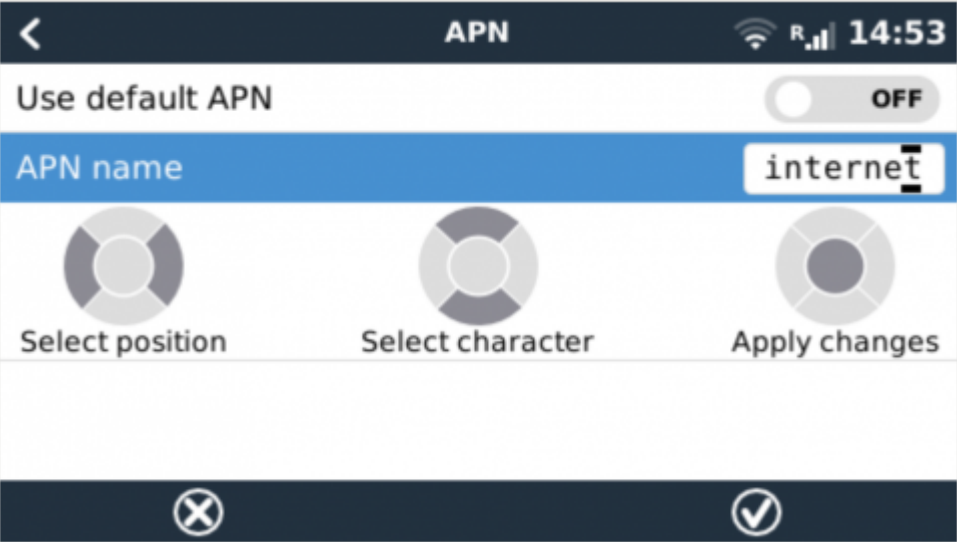 APN
R 14:53
Use default APN OFF
APN name internet
Select position Select character Apply changes